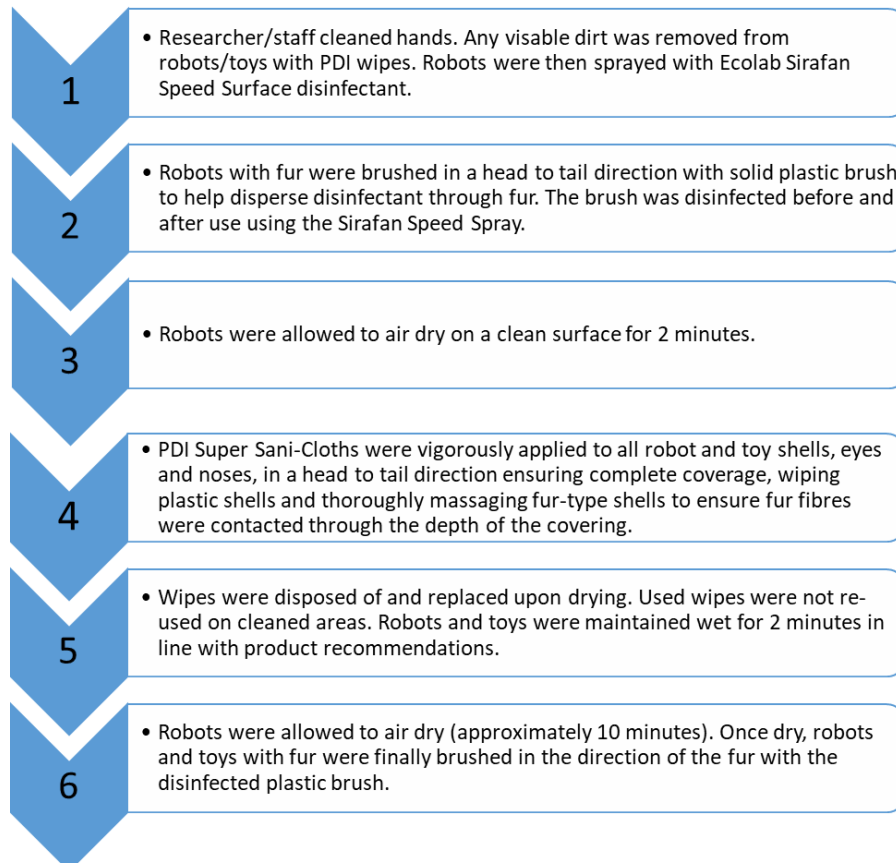 1
• Researcher/staff cleaned hands. Any visable dirt was removed from
robots/toys with PDI wipes. Robots were then sprayed with Ecolab Sirafan
Speed Surface disinfectant.
2
• Robots with fur were brushed in a head to tail direction with solid plastic brush
to help disperse disinfectant through fur. The brush was disinfected before and
after use using the Sirafan Speed Spray.
3
• Robots were allowed to air dry on a clean surface for 2 minutes.
4
• PDI Super Sani-Cloths were vigorously applied to all robot and toy shells, eyes
and noses, in a head to tail direction ensuring complete coverage, wiping
plastic shells and thoroughly massaging fur-type shells to ensure fur fibres
were contacted through the depth of the covering.
5
• Wipes were disposed of and replaced upon drying. Used wipes were not re-
used on cleaned areas. Robots and toys were maintained wet for 2 minutes in
line with product recommendations.
6
• Robots were allowed to air dry (approximately 10 minutes). Once dry, robots
and toys with fur were finally brushed in the direction of the fur with the
disinfected plastic brush.